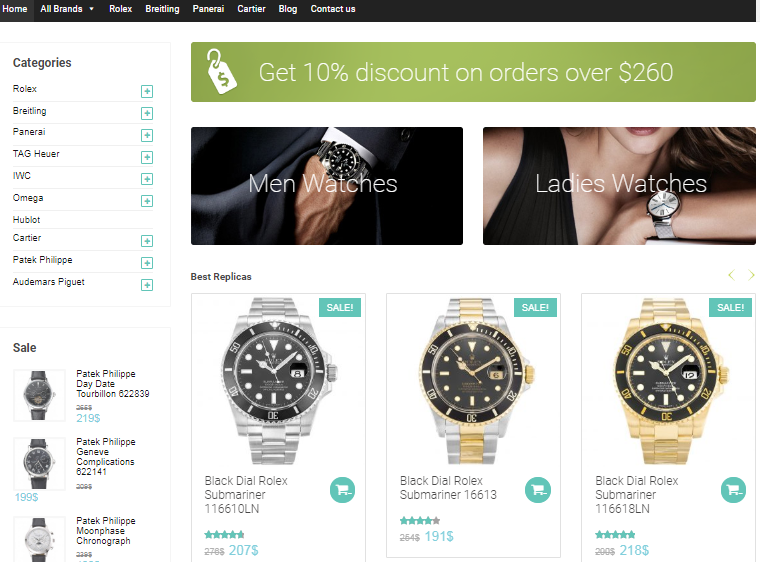 Home All Brands Rolex Breitling Panerai Cartier Blog Contact us
Categories
Rolex
Breitling
Panerai
TAG Heuer
IWC
Omega
Hublot
Cartier
Patek Philippe
Audemars Piguet
Sale
Patek Philippe
Day Date
Tourbillon 622839
268$
219$
Patek Philippe
Geneve
Complications
622141
209$
199$
Patek Philippe
Moonphase
Chronograph
239$
Get 10% discount on orders over $260
Men Watches
Ladies Watches
Best Replicas
SALE!
Black Dial Rolex
Submariner
116610LN
276$ 207$
SALE!
Black Dial Rolex
Submariner 16613
254$ 191$
SALE!
Black Dial Rolex
Submariner
116618LN
290$ 218$